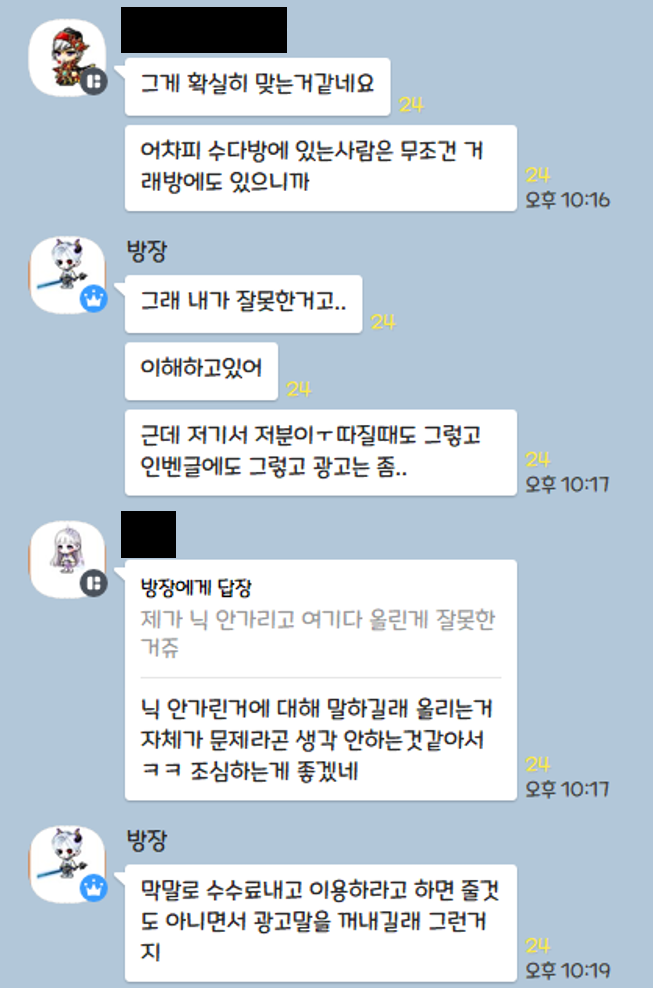 그게 확실히 맞는거같네요
24
어차피 수다방에 있는사람은 무조건 거
래방에도 있으니까
24
오후 10:16
방장
그래 내가 잘못한거고..
24
이해하고있어
24
근데 저기서 저분이ㅜ따질때도 그렇고
인벤글에도 그렇고 광고는 좀..
24
오후 10:17
방장에게 답장
제가 닉 안가리고 여기다 올린게 잘못한
거쥬
닉 안가린거에 대해 말하길래 올리는거
자체가 문제라곤 생각 안하는것같아서
ㅋㅋ 조심하는게 좋겠네
24
오후 10:17
방장
막말로 수수료내고 이용하라고 하면 줄것
도 아니면서 광고말을 꺼내길래 그런거
지
24
오후 10:19